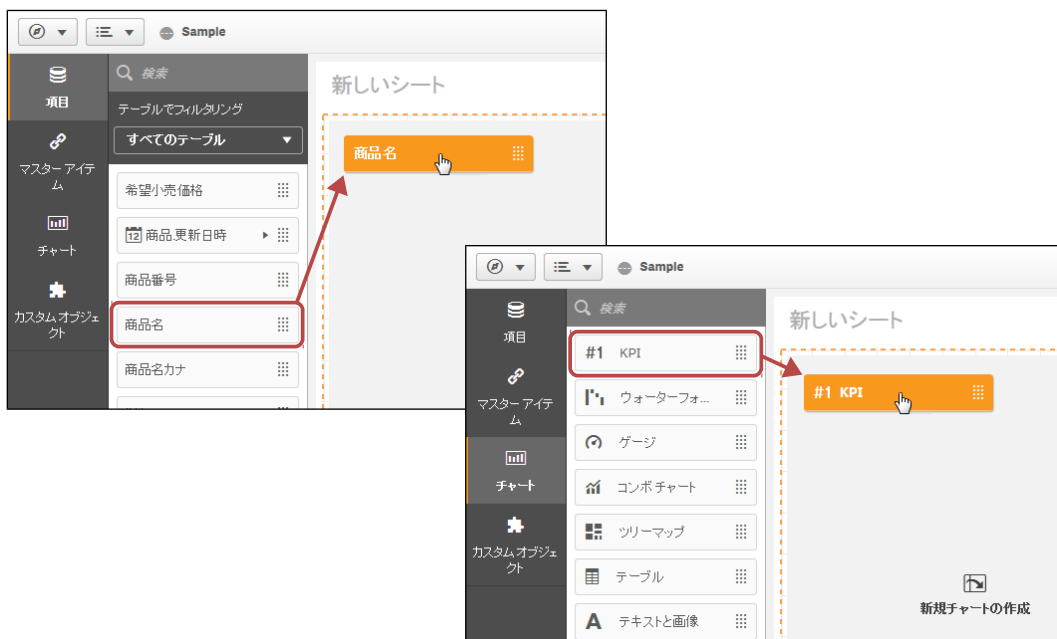 Sample
項目
マスター アイテ
ム
チャート
カスタム オブジェ
クト
検索
テーブルでフィルタリング
すべてのテーブル
希望小売価格
12 商品.更新日時
商品番号
商品名
商品名カナ
新しいシート
商品名
Sample
項目
マスター アイテ
ム
チャート
カスタム オブジェ
クト
検索
#1 KPI
ウォーターフォ...
ゲージ
コンボ チャート
ツリーマップ
テーブル
A テキストと画像
新しいシート
#1 KPI
新規チャートの作成